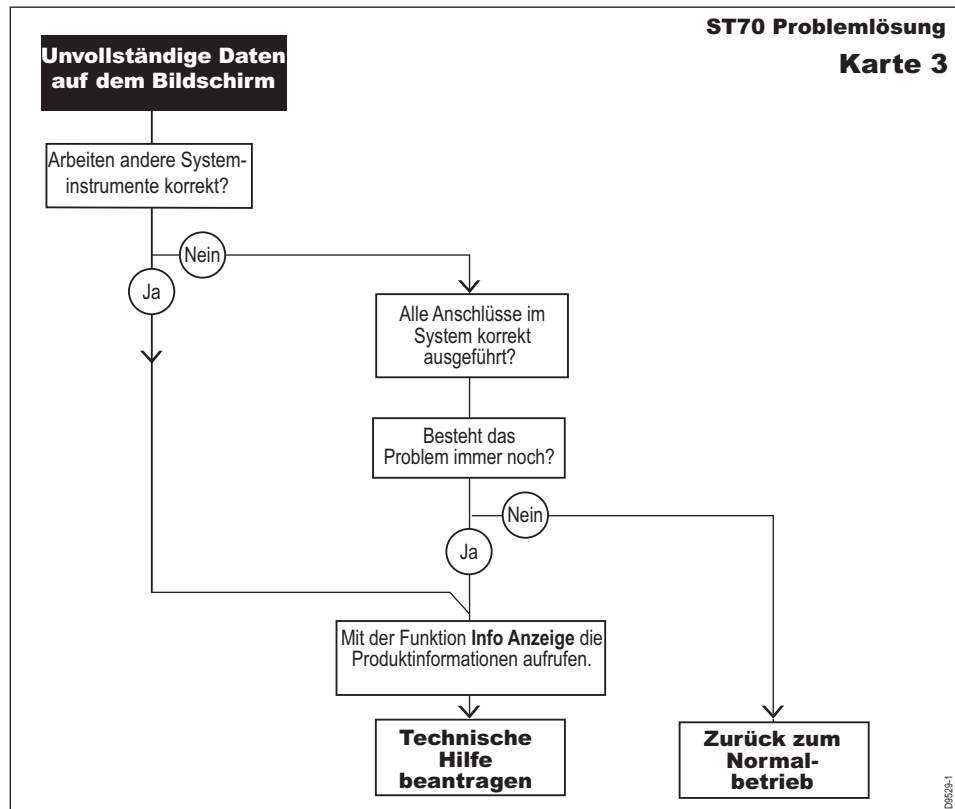 ST70 Problemlösung
Karte 3
Unvollständige Daten
auf dem Bildschirm
Arbeiten andere System-
instrumente korrekt?
Nein
Ja
Alle Anschlüsse im
System korrekt
ausgeführt?
Besteht das
Problem immer noch?
Nein
Ja
Mit der Funktion Info Anzeige die
Produktinformationen aufrufen.
Technische
Hilfe
beantragen
Zurück zum
Normal-
betrieb
D9529-1